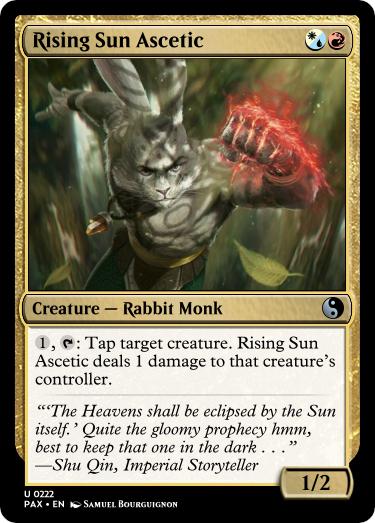 Rising Sun Ascetic
Creature — Rabbit Monk
1, : Tap target creature. Rising Sun
Ascetic deals 1 damage to that creature's
controller.
“‘The Heavens shall be eclipsed by the Sun
itself.’ Quite the gloomy prophecy hmm,
best to keep that one in the dark . . .”
—Shu Qin, Imperial Storyteller
1/2
U 0222
PAX • EN SAMUEL BOURGUIGNON